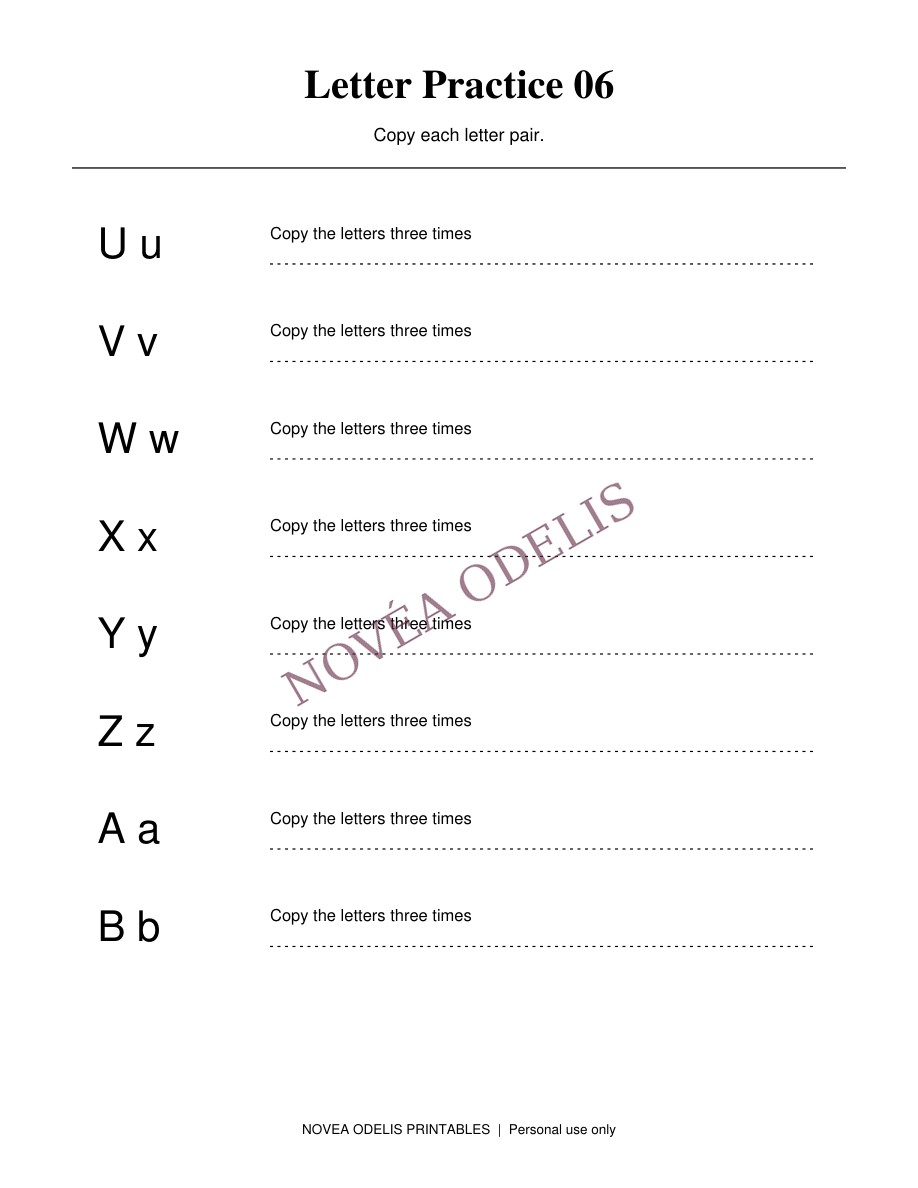 Letter Practice 06
Copy each letter pair.
U u
Copy the letters three times
V v
Copy the letters three times
W w
Copy the letters three times
X x
Copy the letters three times
Y y
Copy the letters three times
Z z
Copy the letters three times
A a
Copy the letters three times
B b
Copy the letters three times
NOVÉA ODELIS
NOVEA ODELIS PRINTABLES | Personal use only